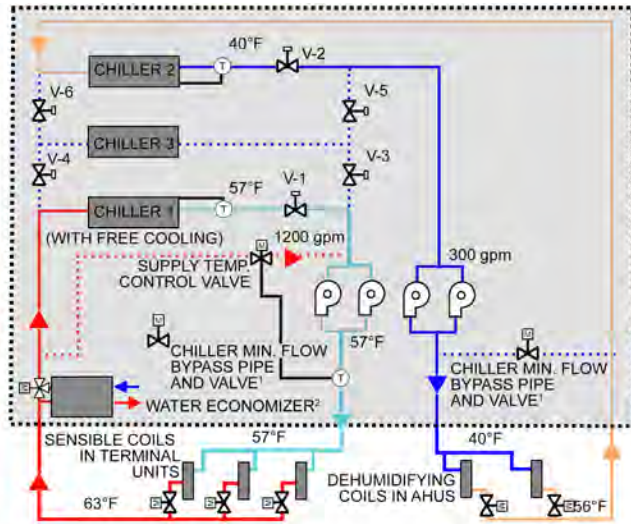 40°F
V-2
CHILLER 2
T
V-6
V-5
CHILLER 3
V-4
V-3
57°F
V-1
CHILLER 1
T
(WITH FREE COOLING)
1200 gpm
M
SUPPLY TEMP.
CONTROL VALVE
300 gpm
M
57°F
M
CHILLER MIN. FLOW
BYPASS PIPE
AND VALVE¹
T
CHILLER MIN. FLOW
BYPASS PIPE
AND VALVE¹
WATER ECONOMIZER²
SENSIBLE COILS
IN TERMINAL
UNITS
57°F
40°F
DEHUMIDIFYING
COILS IN AHUS
63°F
56°F